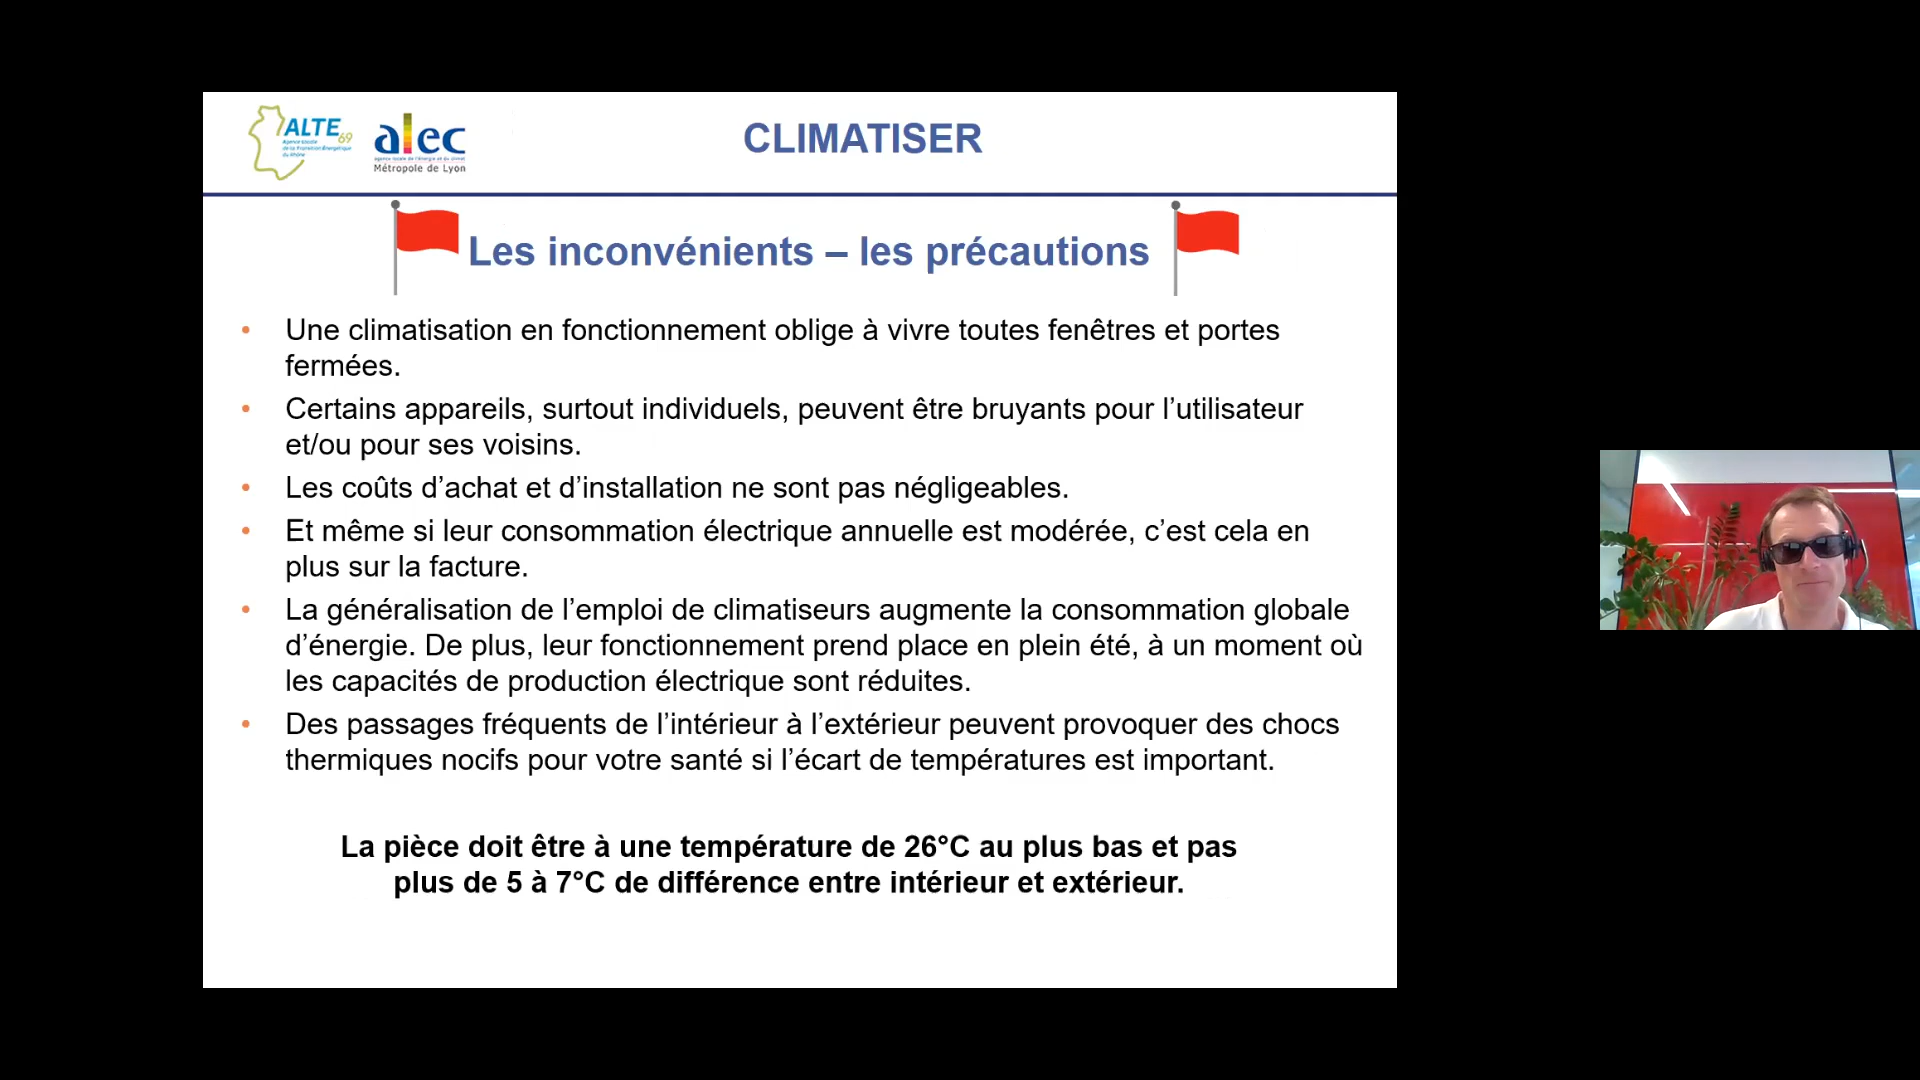 ALTE 69
Agence locale
de la Transition Énergétique
du Rhône
alec
agence locale de l'énergie et du climat
Métropole de Lyon
CLIMATISER
Les inconvénients – les précautions
• Une climatisation en fonctionnement oblige à vivre toutes fenêtres et portes
fermées.
• Certains appareils, surtout individuels, peuvent être bruyants pour l’utilisateur
et/ou pour ses voisins.
• Les coûts d’achat et d’installation ne sont pas négligeables.
• Et même si leur consommation électrique annuelle est modérée, c’est cela en
plus sur la facture.
• La généralisation de l’emploi de climatiseurs augmente la consommation globale
d’énergie. De plus, leur fonctionnement prend place en plein été, à un moment où
les capacités de production électrique sont réduites.
• Des passages fréquents de l’intérieur à l’extérieur peuvent provoquer des chocs
thermiques nocifs pour votre santé si l’écart de températures est important.
La pièce doit être à une température de 26°C au plus bas et pas
plus de 5 à 7°C de différence entre intérieur et extérieur.